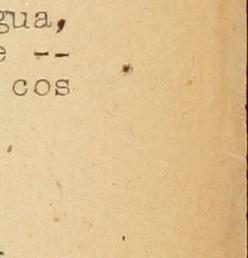 gua,
e --
cos